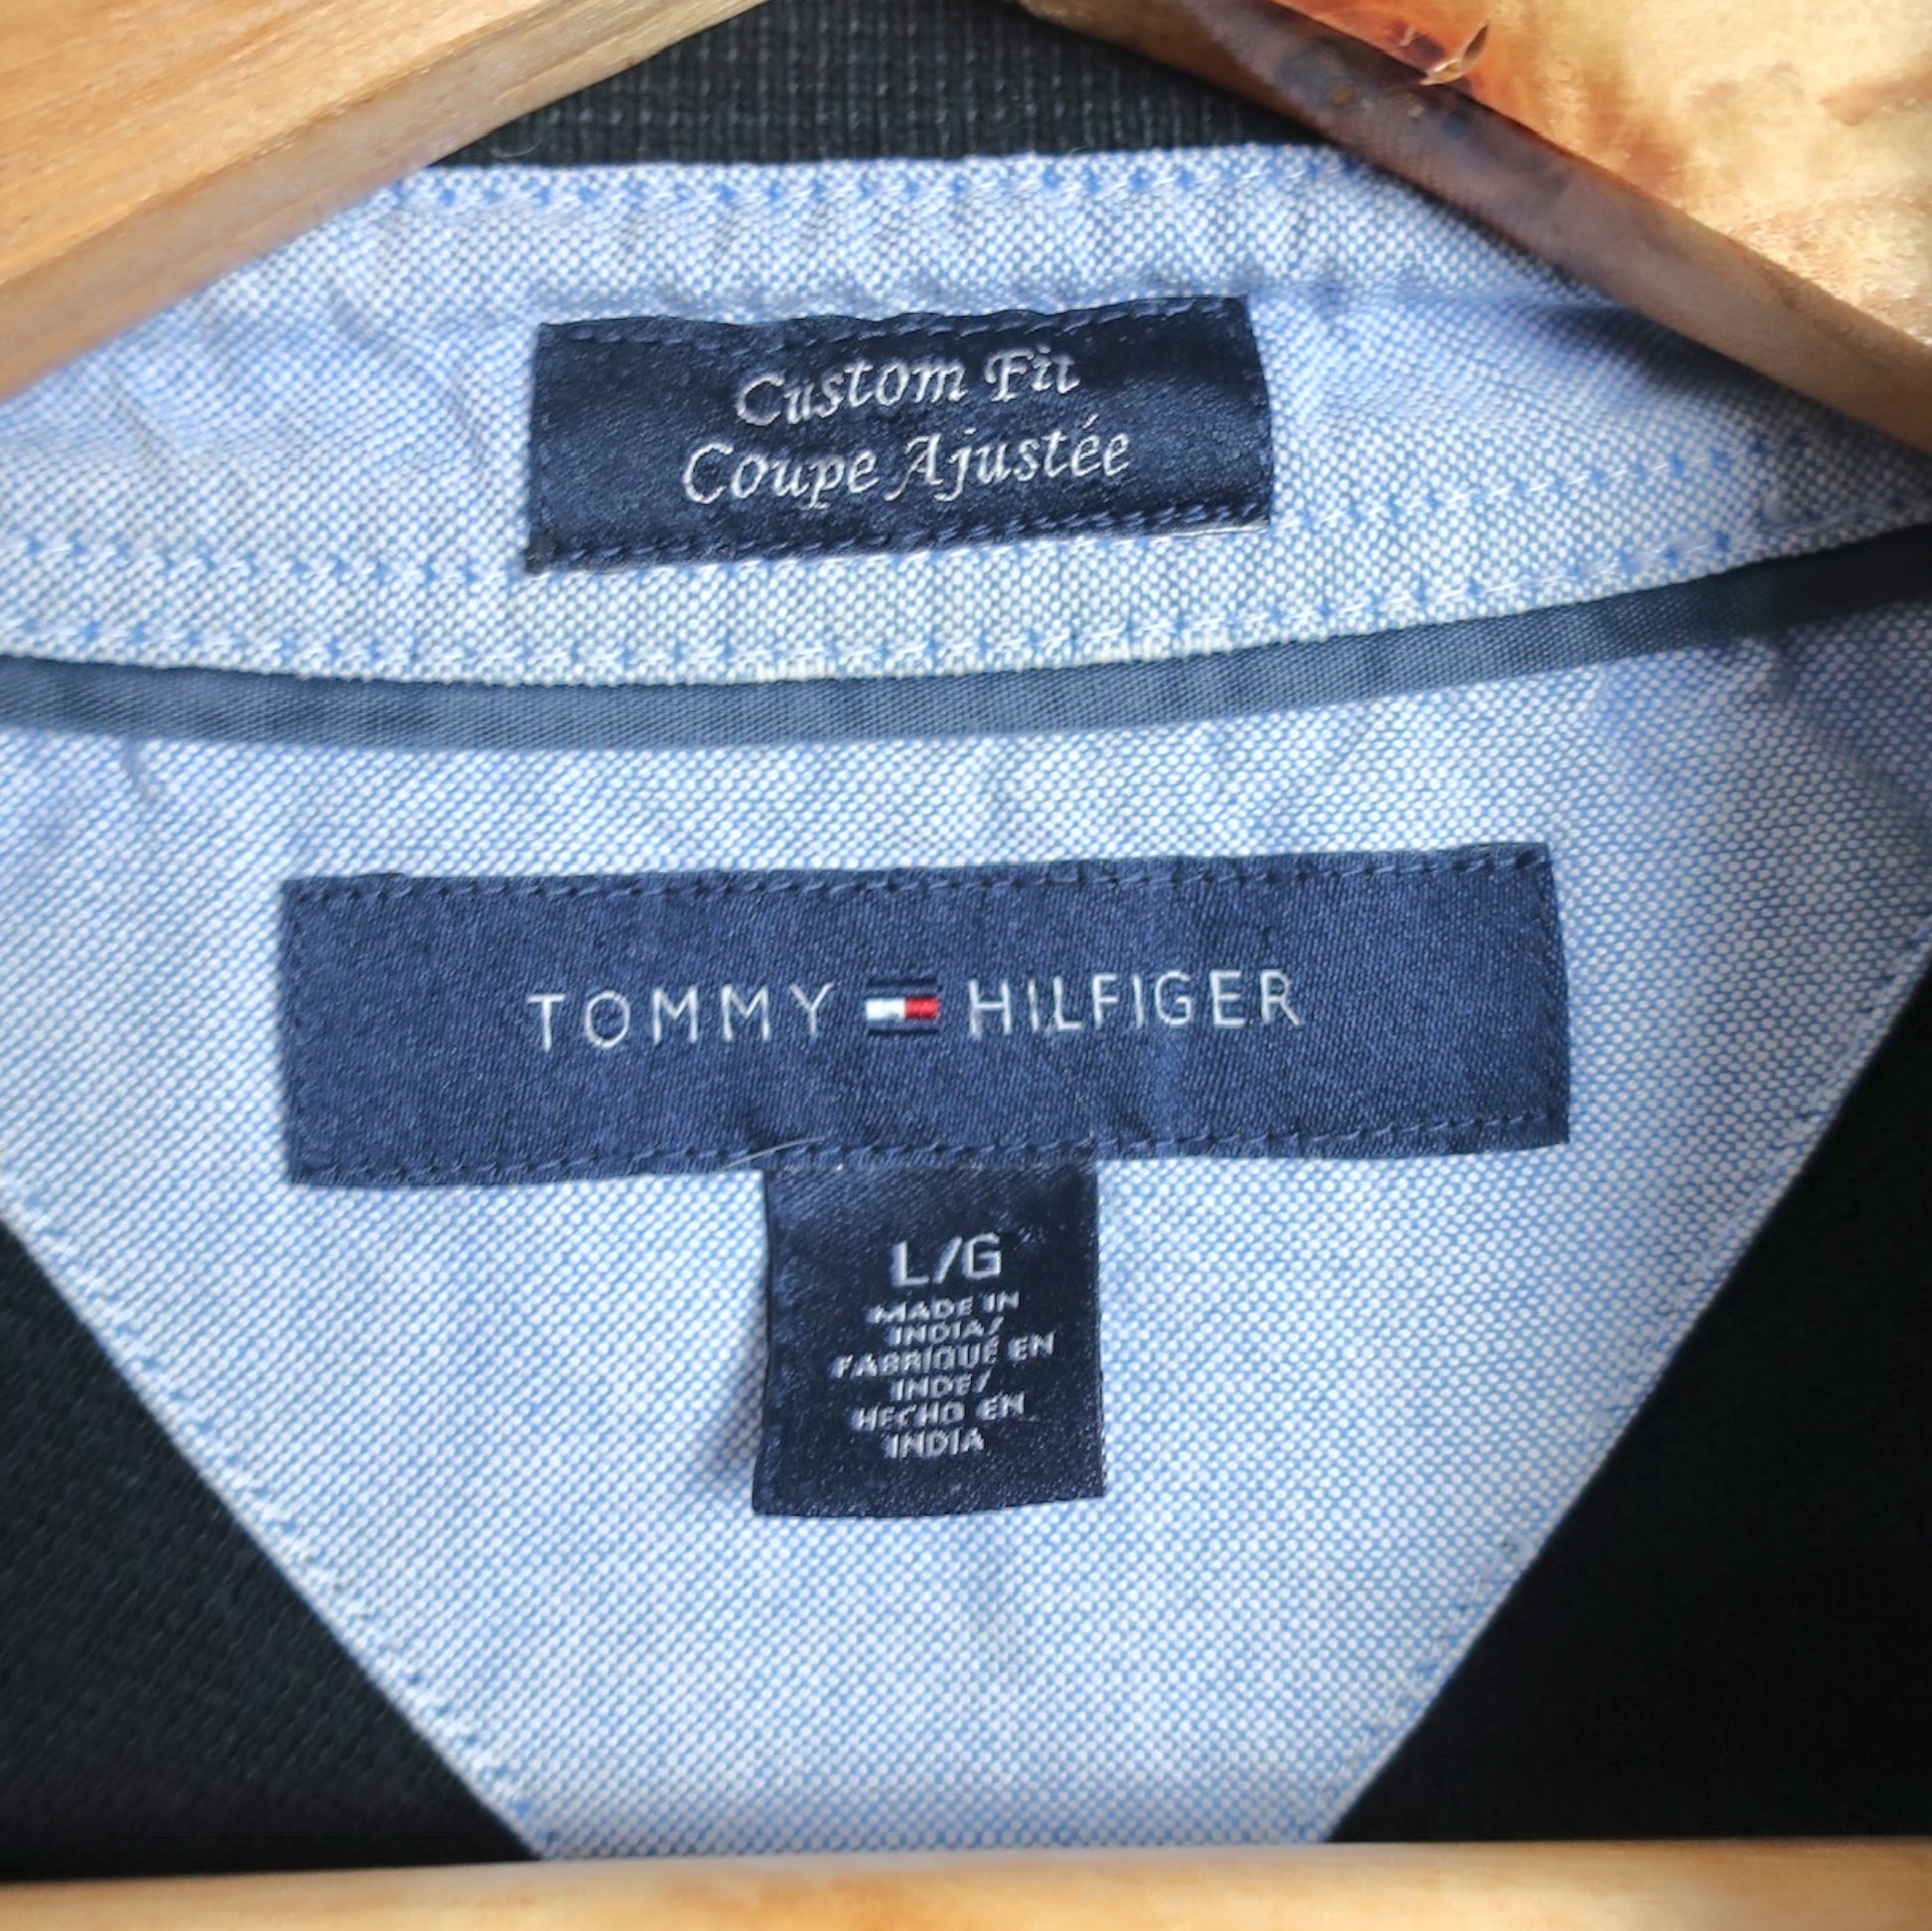 Custom Fit
Coupe Ajustée
TOMMY HILFIGER
L/G
MADE IN
INDIA/
FABRIQUÉ EN
INDE/
HECHO EN
INDIA